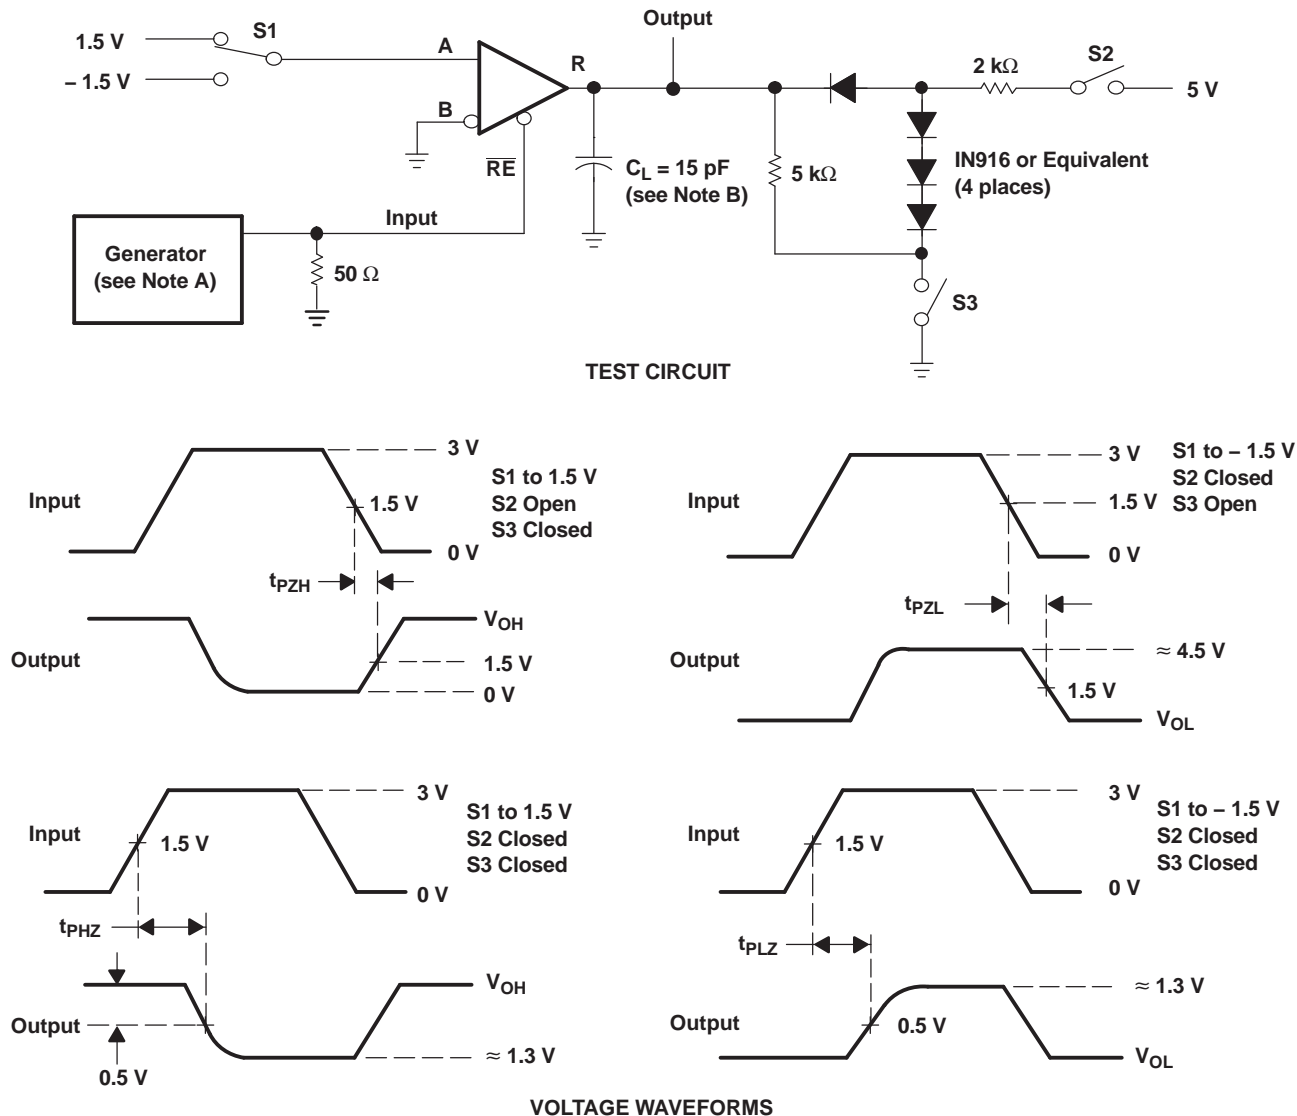 Output
1.5 V
S1
– 1.5 V
A
B
R
RE
2 kΩ
S2
5 V
CL = 15 pF
(see Note B)
5 kΩ
IN916 or Equivalent
(4 places)
Input
Generator
(see Note A)
50 Ω
S3
TEST CIRCUIT
Input
3 V
1.5 V
0 V
S1 to 1.5 V
S2 Open
S3 Closed
tPZH
Output
VOH
1.5 V
0 V
Input
3 V
1.5 V
0 V
S1 to – 1.5 V
S2 Closed
S3 Open
tPZL
Output
≈ 4.5 V
1.5 V
VOL
Input
3 V
1.5 V
0 V
S1 to 1.5 V
S2 Closed
S3 Closed
tPHZ
Output
VOH
0.5 V
≈ 1.3 V
Input
3 V
1.5 V
0 V
S1 to – 1.5 V
S2 Closed
S3 Closed
tPLZ
Output
≈ 1.3 V
0.5 V
VOL
VOLTAGE WAVEFORMS